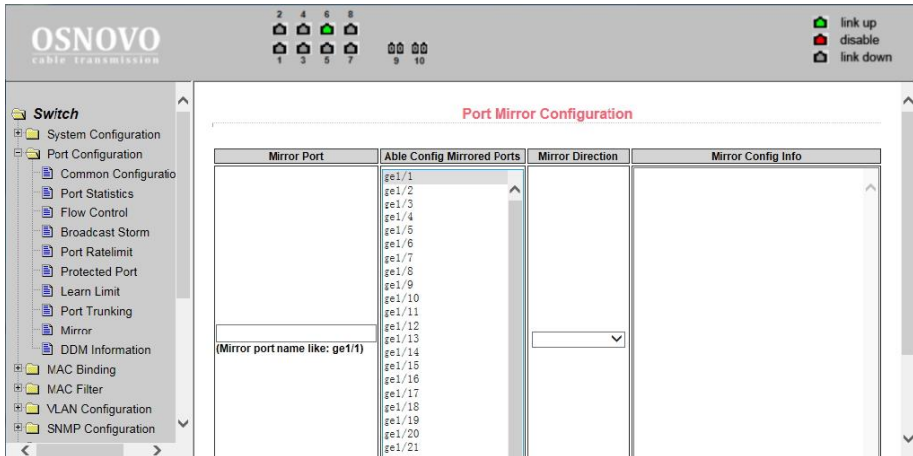 OSNOVO
cable transmission
2 4 6 8
1 3 5 7 9 10
link up
disable
link down
Switch
System Configuration
Port Configuration
Common Configuratio
Port Statistics
Flow Control
Broadcast Storm
Port Ratelimit
Protected Port
Learn Limit
Port Trunking
Mirror
DDM Information
MAC Binding
MAC Filter
VLAN Configuration
SNMP Configuration
Port Mirror Configuration
Mirror Port
Able Config Mirrored Ports
Mirror Direction
Mirror Config Info
(Mirror port name like: ge1/1)
ge1/1
ge1/2
ge1/3
ge1/4
ge1/5
ge1/6
ge1/7
ge1/8
ge1/9
ge1/10
ge1/11
ge1/12
ge1/13
ge1/14
ge1/15
ge1/16
ge1/17
ge1/18
ge1/19
ge1/20
ge1/21